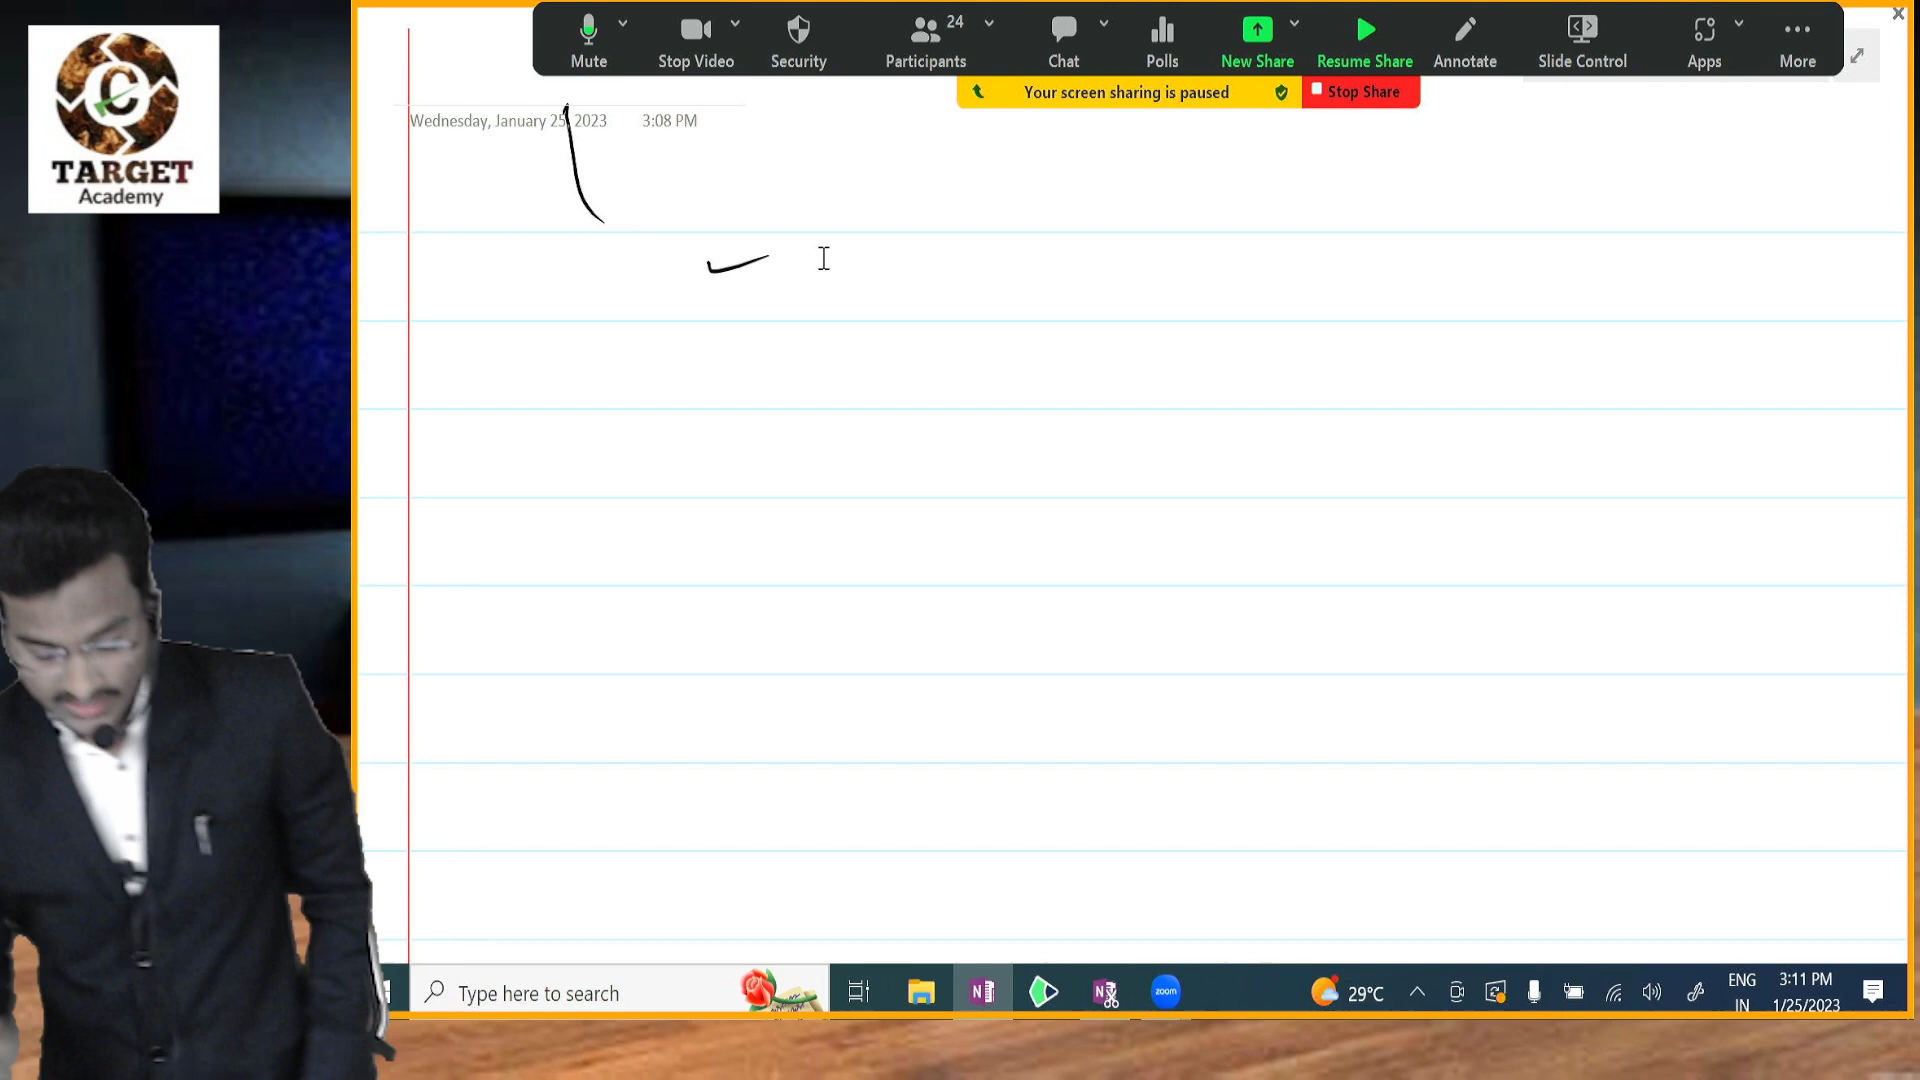 Mute
Stop Video
Security
Participants
24
Chat
Polls
New Share
Resume Share
Annotate
Slide Control
Apps
More
Your screen sharing is paused
Stop Share
C
TARGET
Academy
Wednesday, January 25, 2023 3:08 PM
Type here to search
N
N
zoom
29°C
ENG
IN
3:11 PM
1/25/2023